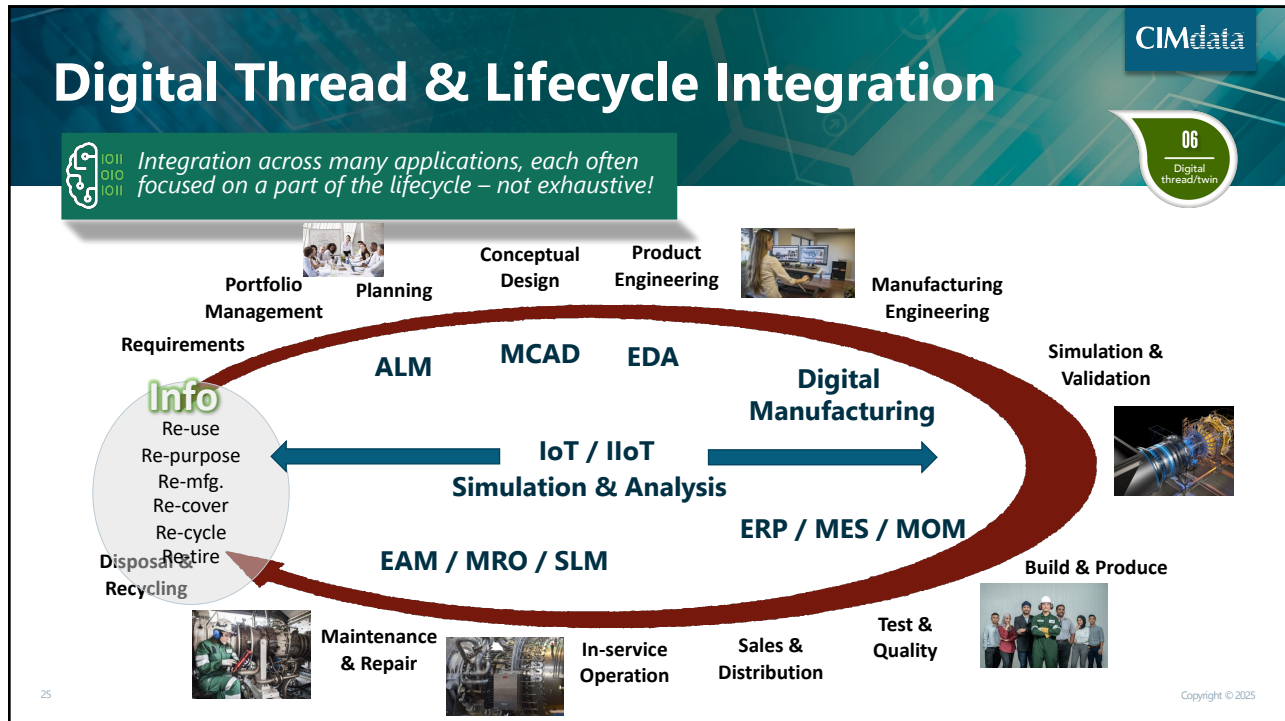 CIMdata
Digital Thread & Lifecycle Integration
06
Digital
thread/twin
IOII
OIO
IOII
Integration across many applications, each often
focused on a part of the lifecycle – not exhaustive!
Requirements
Portfolio
Management
Planning
Conceptual
Design
Product
Engineering
Manufacturing
Engineering
Simulation &
Validation
ALM
MCAD
EDA
Digital
Manufacturing
Info
Re-use
Re-purpose
Re-mfg.
Re-cover
Re-cycle
Re-tire
Disposal &
Recycling
IoT / IIoT
Simulation & Analysis
ERP / MES / MOM
EAM / MRO / SLM
Build & Produce
Test &
Quality
Sales &
Distribution
In-service
Operation
Maintenance
& Repair
25
Copyright © 2025